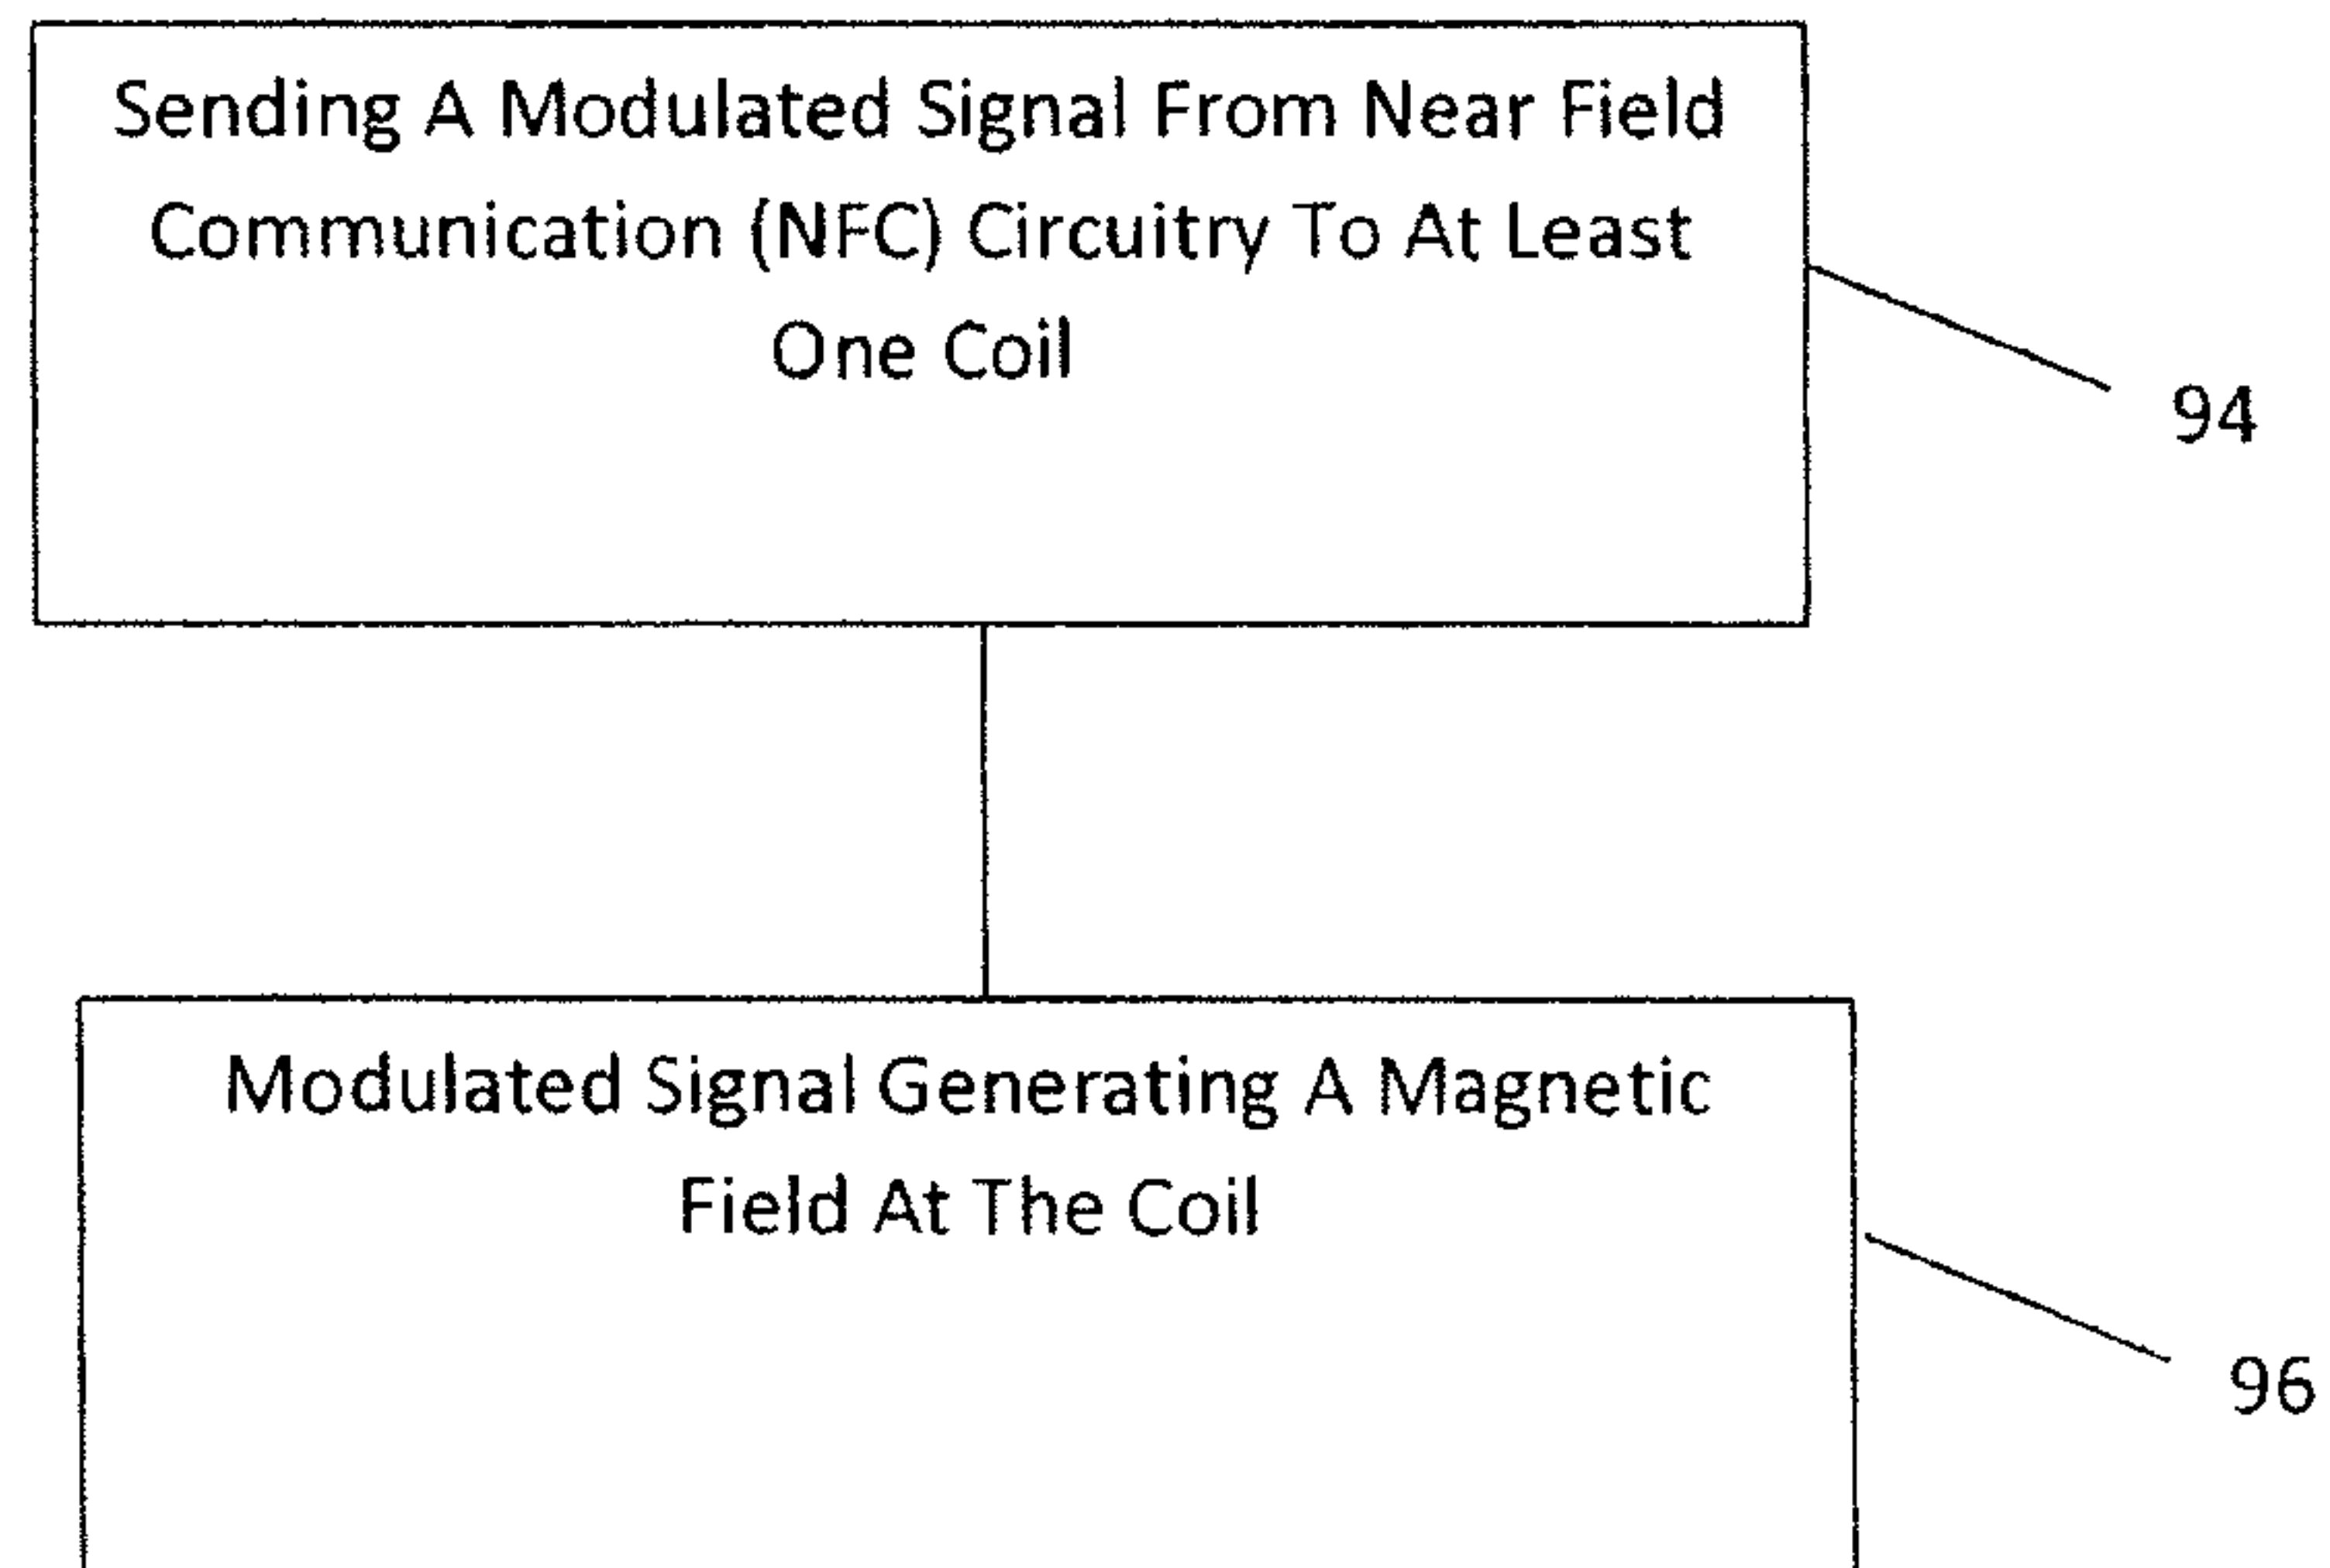 Sending A Modulated Signal From Near Field
Communication (NFC) Circuitry To At Least
One Coil
94
Modulated Signal Generating A Magnetic
Field At The Coil
96